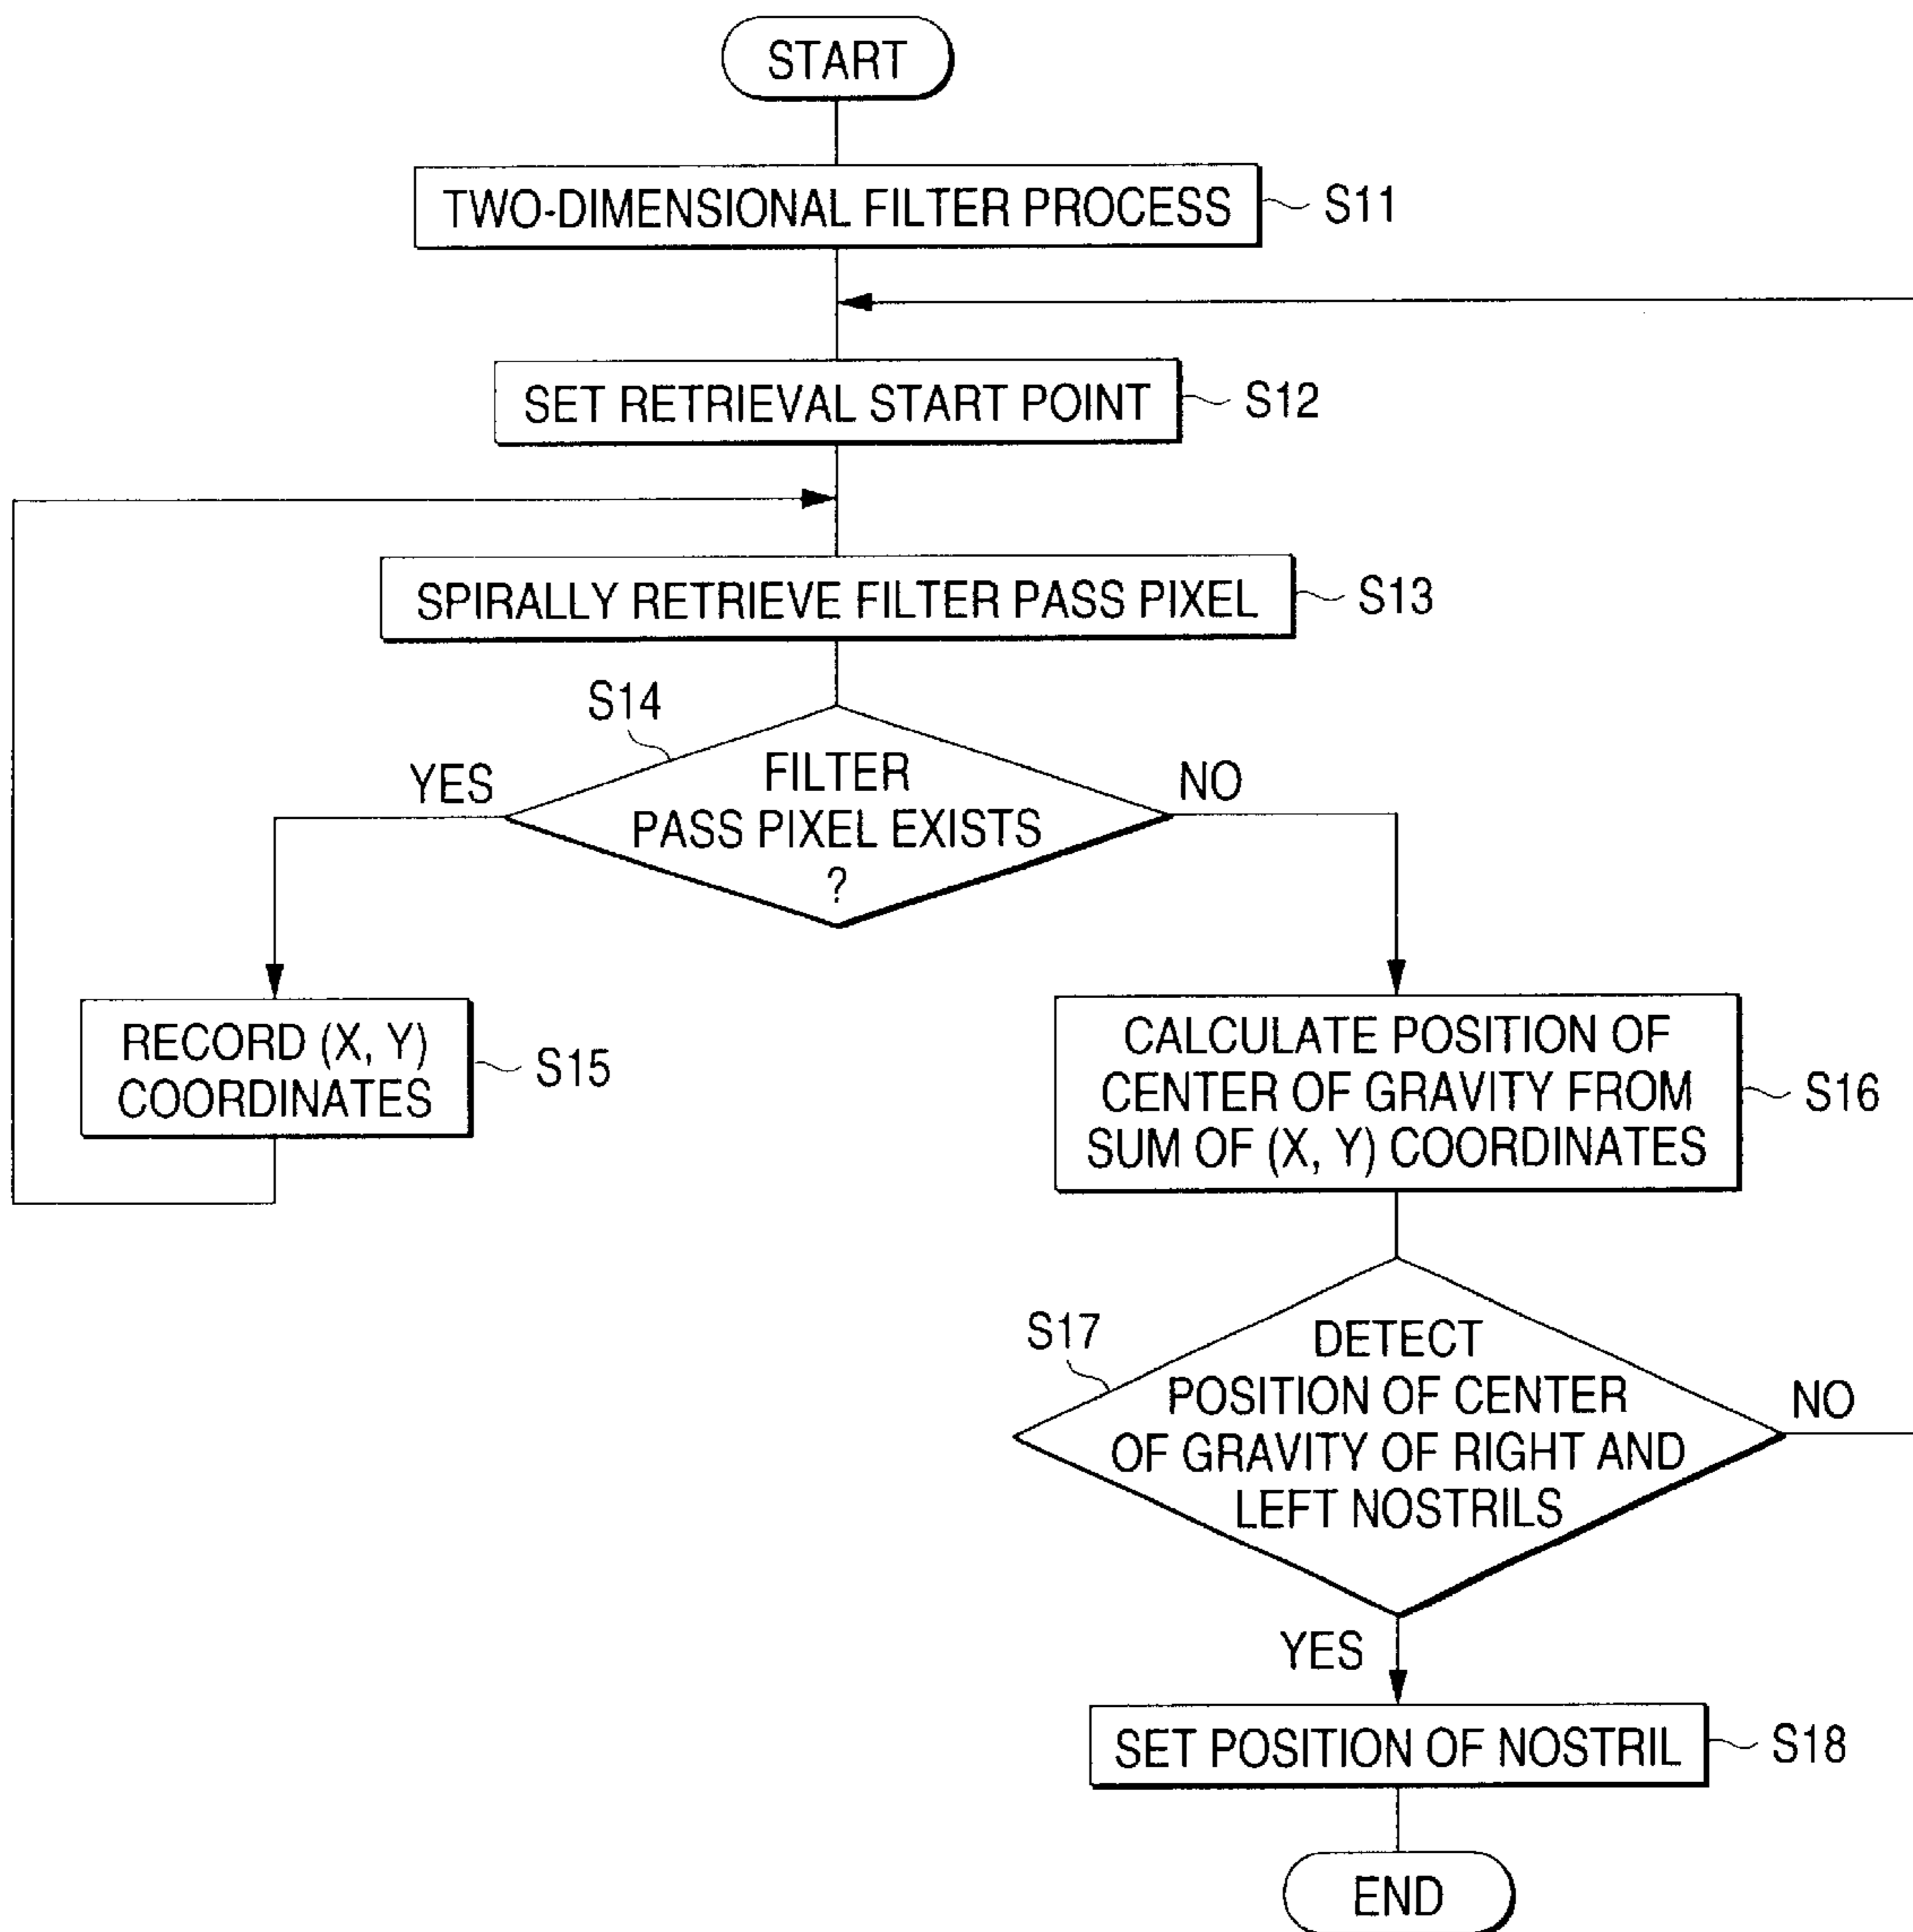 START
TWO-DIMENSIONAL FILTER PROCESS
S11
SET RETRIEVAL START POINT
S12
SPIRALLY RETRIEVE FILTER PASS PIXEL
S13
S14
YES
FILTER
PASS PIXEL EXISTS
?
NO
RECORD (X, Y)
COORDINATES
S15
CALCULATE POSITION OF
CENTER OF GRAVITY FROM
SUM OF (X, Y) COORDINATES
S16
S17
DETECT
POSITION OF CENTER
OF GRAVITY OF RIGHT AND
LEFT NOSTRILS
NO
YES
SET POSITION OF NOSTRIL
S18
END